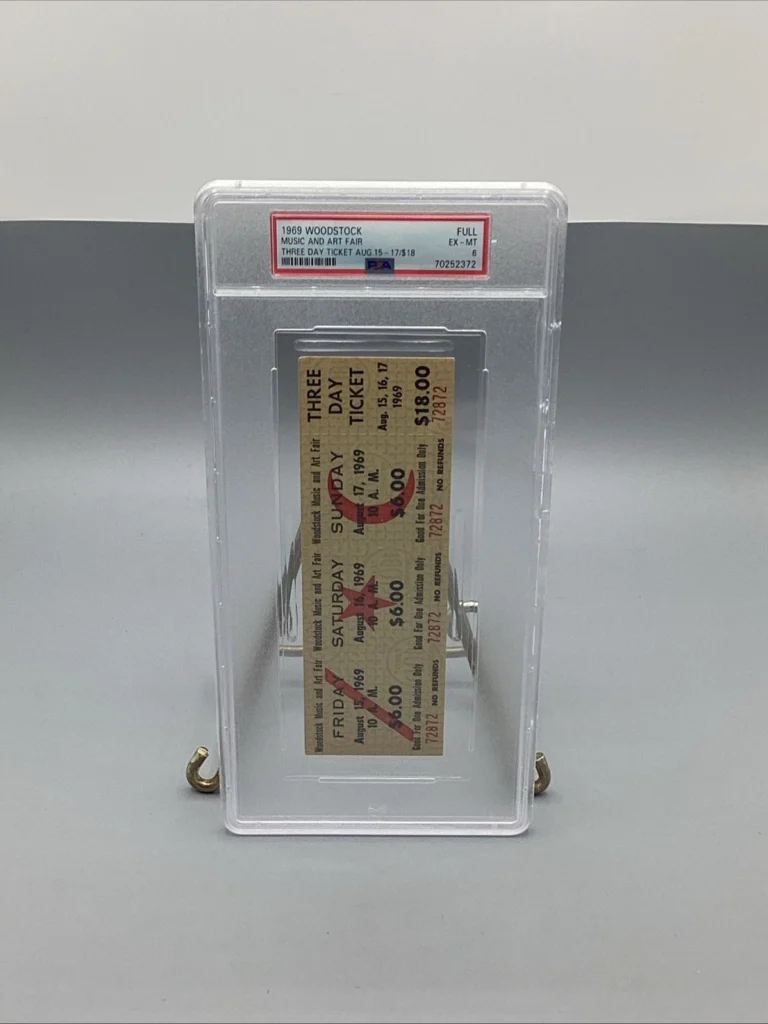 1969 WOODSTOCK FULL
MUSIC AND ART FAIR EX-MT
THREE DAY TICKET AUG 15-17/$18 6
PSA 70252372
THREE
DAY
TICKET
Aug. 15, 16, 17
1969
$18.00
72872
Woodstock Music and Art Fair
SUNDAY
August 17, 1969
10 A. M.
$6.00
Good For One Admission Only
72872 NO REFUNDS
Woodstock Music and Art Fair
SATURDAY
August 16, 1969
10 A. M.
$6.00
Good For One Admission Only
72872 NO REFUNDS
Woodstock Music and Art Fair
FRIDAY
August 15, 1969
10 A. M.
$6.00
Good For One Admission Only
72872 NO REFUNDS